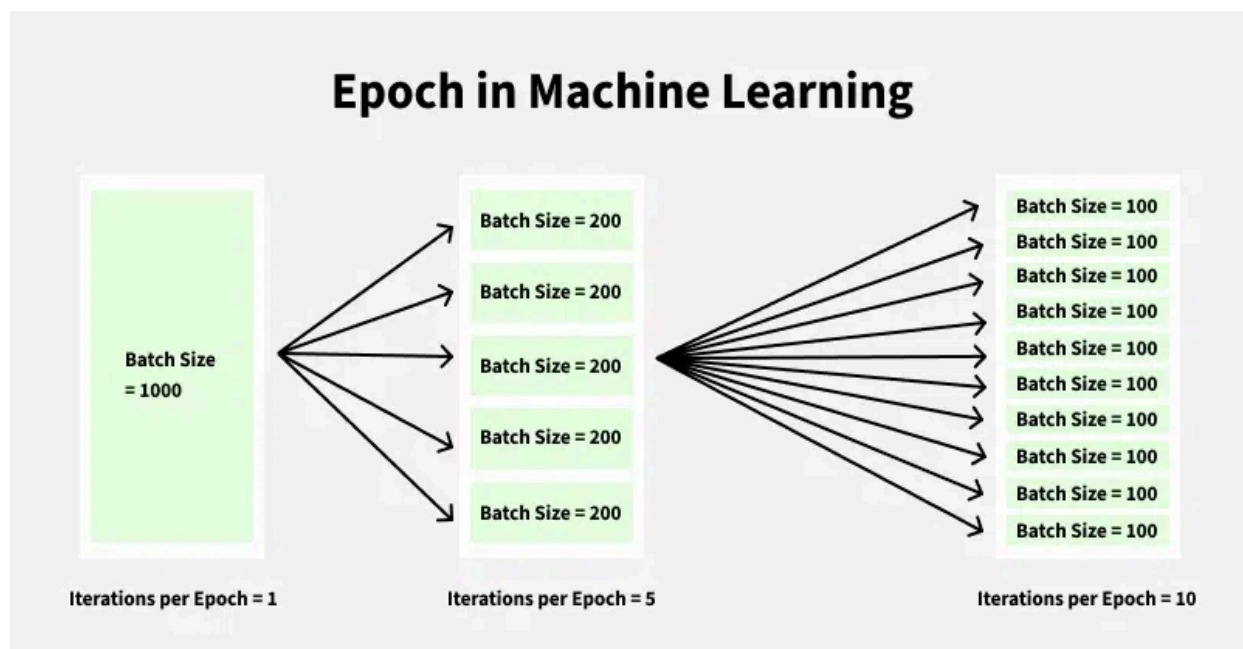 Epoch in Machine Learning
Batch Size
= 1000
Iterations per Epoch = 1
Batch Size = 200
Batch Size = 200
Batch Size = 200
Batch Size = 200
Batch Size = 200
Iterations per Epoch = 5
Batch Size = 100
Batch Size = 100
Batch Size = 100
Batch Size = 100
Batch Size = 100
Batch Size = 100
Batch Size = 100
Batch Size = 100
Batch Size = 100
Batch Size = 100
Iterations per Epoch = 10